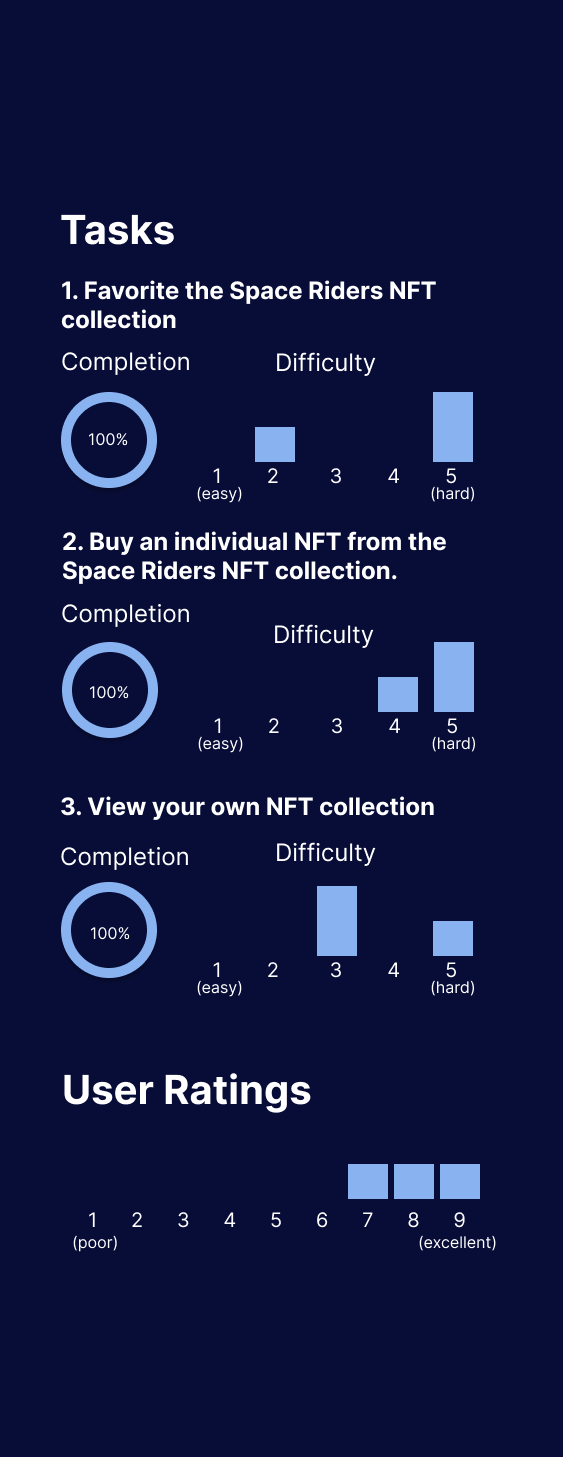 Tasks
1. Favorite the Space Riders NFT
collection
Completion
Difficulty
100%
1 2 3 4 5
(easy) (hard)
2. Buy an individual NFT from the
Space Riders NFT collection.
Completion
Difficulty
100%
1 2 3 4 5
(easy) (hard)
3. View your own NFT collection
Completion
Difficulty
100%
1 2 3 4 5
(easy) (hard)
User Ratings
1 2 3 4 5 6 7 8 9
(poor) (excellent)